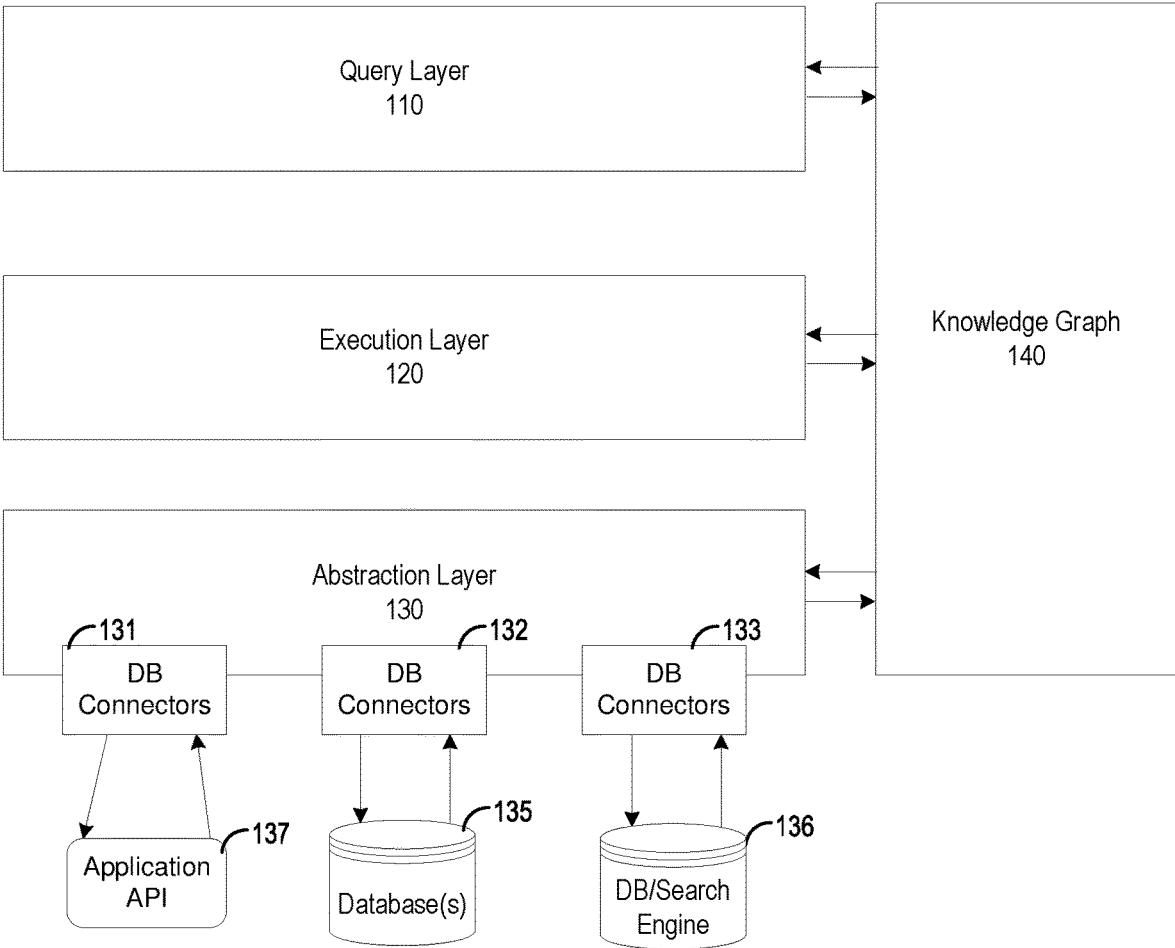 Query Layer
110
Execution Layer
120
Knowledge Graph
140
Abstraction Layer
130
131
132
133
DB
Connectors
DB
Connectors
DB
Connectors
137
135
136
Application
API
Database(s)
DB/Search
Engine